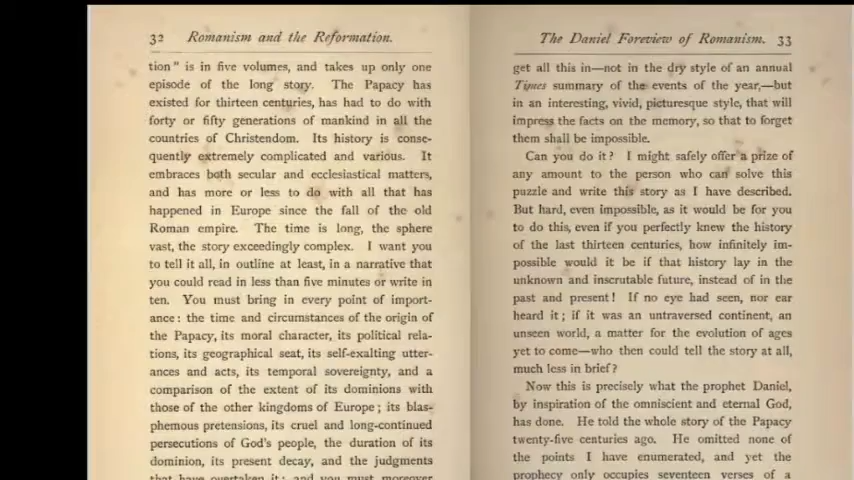 32 Romanism and the Reformation.
tion" is in five volumes, and takes up only one
episode of the long story. The Papacy has
existed for thirteen centuries, has had to do with
forty or fifty generations of mankind in all the
countries of Christendom. Its history is conse-
quently extremely complicated and various. It
embraces both secular and ecclesiastical matters,
and has more or less to do with all that has
happened in Europe since the fall of the old
Roman empire. The time is long, the sphere
vast, the story exceedingly complex. I want you
to tell it all, in outline at least, in a narrative that
you could read in less than five minutes or write in
ten. You must bring in every point of import-
ance: the time and circumstances of the origin of
the Papacy, its moral character, its political rela-
tions, its geographical seat, its self-exalting utter-
ances and acts, its temporal sovereignty, and a
comparison of the extent of its dominions with
those of the other kingdoms of Europe; its blas-
phemous pretensions, its cruel and long-continued
persecutions of God's people, the duration of its
dominion, its present decay, and the judgments
that have overtaken it; and you must moreover
The Daniel Foreview of Romanism. 33
get all this in—not in the dry style of an annual
Times summary of the events of the year,—but
in an interesting, vivid, picturesque style, that will
impress the facts on the memory, so that to forget
them shall be impossible.
Can you do it? I might safely offer a prize of
any amount to the person who can solve this
puzzle and write this story as I have described.
But hard, even impossible, as it would be for you
to do this, even if you perfectly knew the history
of the last thirteen centuries, how infinitely im-
possible would it be if that history lay in the
unknown and inscrutable future, instead of in the
past and present! If no eye had seen, nor ear
heard it; if it was an untraversed continent, an
unseen world, a matter for the evolution of ages
yet to come—who then could tell the story at all,
much less in brief?
Now this is precisely what the prophet Daniel,
by inspiration of the omniscient and eternal God,
has done. He told the whole story of the Papacy
twenty-five centuries ago. He omitted none of
the points I have enumerated, and yet the
prophecy only occupies seventeen verses of a